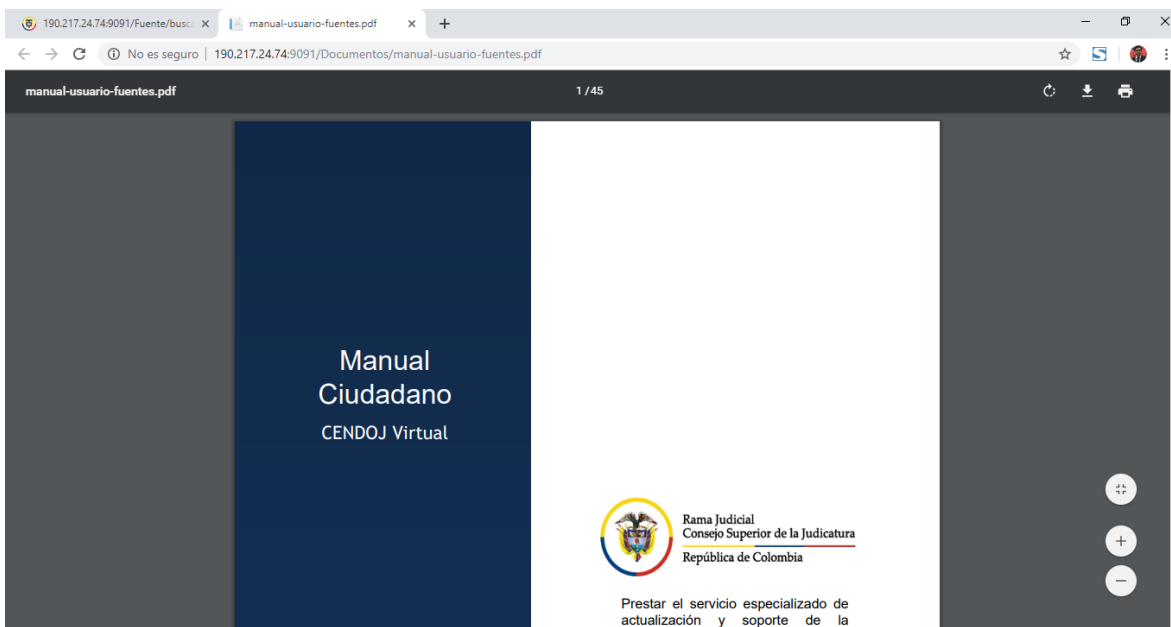 190.217.24.74:9091/Fuente/busc
manual-usuario-fuentes.pdf
No es seguro | 190.217.24.74:9091/Documentos/manual-usuario-fuentes.pdf
manual-usuario-fuentes.pdf
1 / 45
Manual
Ciudadano
CENDOJ Virtual
Rama Judicial
Consejo Superior de la Judicatura
República de Colombia
Prestar el servicio especializado de
actualización y soporte de la